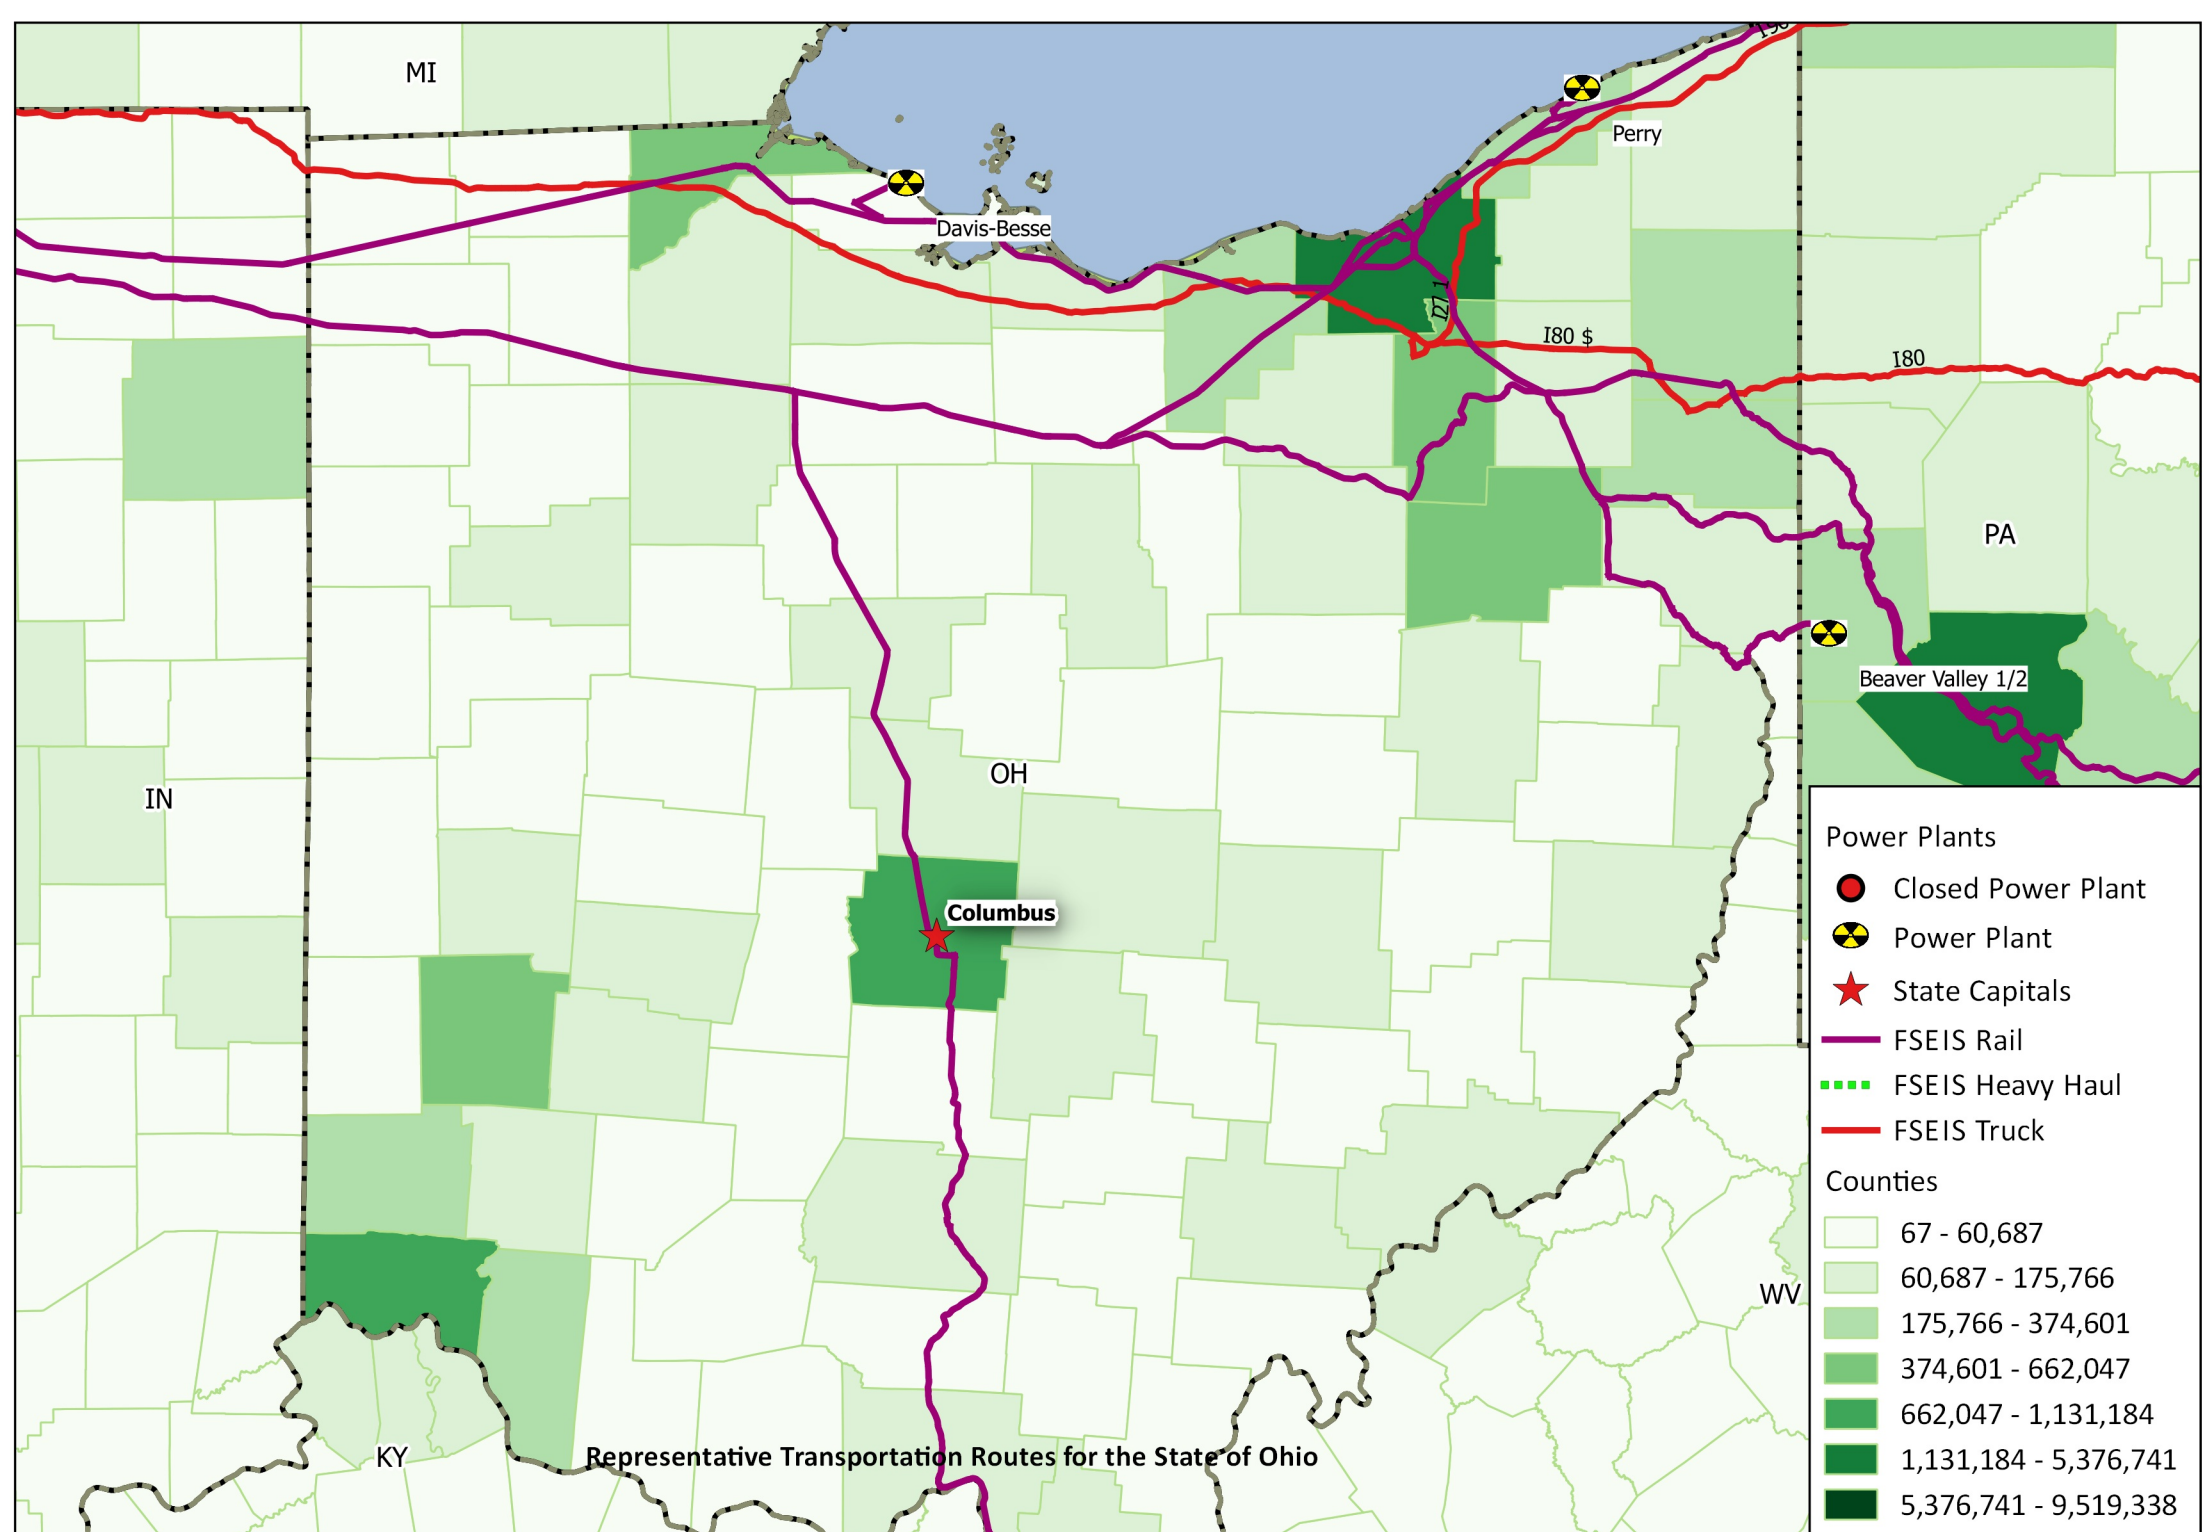 I90
MI
Perry
Davis-Besse
I271
I80 $
I80
PA
Beaver Valley 1/2
OH
IN
Columbus
WV
KY
Representative Transportation Routes for the State of Ohio
Power Plants
Closed Power Plant
Power Plant
State Capitals
FSEIS Rail
FSEIS Heavy Haul
FSEIS Truck
Counties
67 - 60,687
60,687 - 175,766
175,766 - 374,601
374,601 - 662,047
662,047 - 1,131,184
1,131,184 - 5,376,741
5,376,741 - 9,519,338